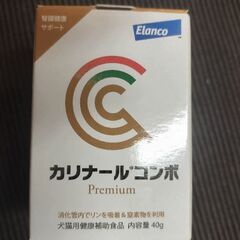 腎臓健康
サポート
Elanco
カリナール®コンボ
Premium
消化管内でリンを吸着&窒素物を利用
犬猫用健康補助食品 内容量 40g